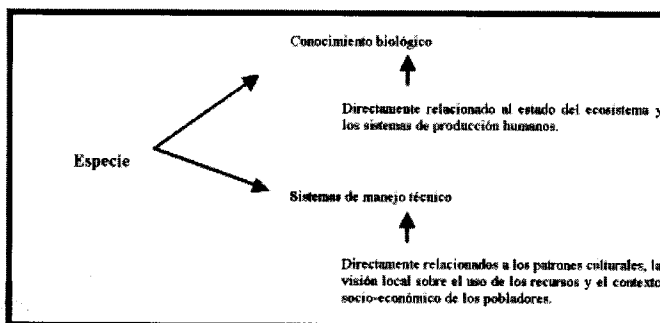 Conocimiento biológico
Directamente relacionado al estado del ecosistema y
los sistemas de producción humanos.
Especie
Sistemas de manejo técnico
Directamente relacionados a los patrones culturales, la
visión local sobre el uso de los recursos y el contexto
socio-económico de los pobladores.